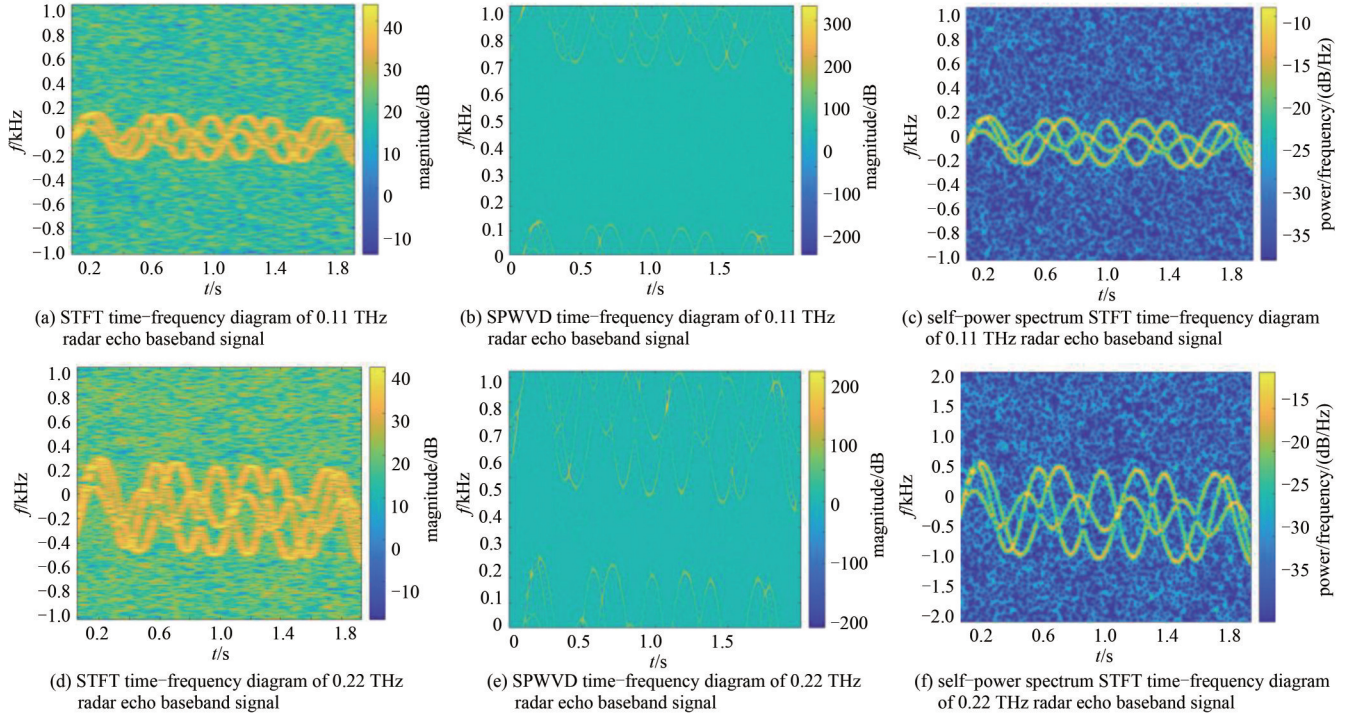 1.0
0.8
0.6
0.4
0.2
0
−0.2
−0.4
−0.6
−0.8
−1.0
f/kHz
0.2 0.6 1.0 1.4 1.8
t/s
40
30
20
10
0
−10
magnitude/dB
(a) STFT time−frequency diagram of 0.11 THz
radar echo baseband signal
1.0
0.9
0.8
0.7
0.6
0.5
0.4
0.3
0.2
0.1
0
f/kHz
0 0.5 1.0 1.5
t/s
300
200
100
0
−100
−200
magnitude/dB
(b) SPWVD time−frequency diagram of 0.11 THz
radar echo baseband signal
1.0
0.8
0.6
0.4
0.2
0
−0.2
−0.4
−0.6
−0.8
−1.0
f/kHz
0.2 0.6 1.0 1.4 1.8
t/s
−10
−15
−20
−25
−30
−35
power/frequency/(dB/Hz)
(c) self-power spectrum STFT time−frequency diagram
of 0.11 THz radar echo baseband signal
1.0
0.8
0.6
0.4
0.2
0
−0.2
−0.4
−0.6
−0.8
−1.0
f/kHz
0.2 0.6 1.0 1.4 1.8
t/s
40
30
20
10
0
−10
magnitude/dB
(d) STFT time−frequency diagram of 0.22 THz
radar echo baseband signal
1.0
0.9
0.8
0.7
0.6
0.5
0.4
0.3
0.2
0.1
0
f/kHz
0 0.5 1.0 1.5
t/s
200
100
0
−100
−200
magnitude/dB
(e) SPWVD time−frequency diagram of 0.22 THz
radar echo baseband signal
2.0
1.5
1.0
0.5
0
−0.5
−1.0
−1.5
−2.0
f/kHz
0.2 0.6 1.0 1.4 1.8
t/s
−15
−20
−25
−30
−35
power/frequency/(dB/Hz)
(f) self-power spectrum STFT time−frequency diagram
of 0.22 THz radar echo baseband signal